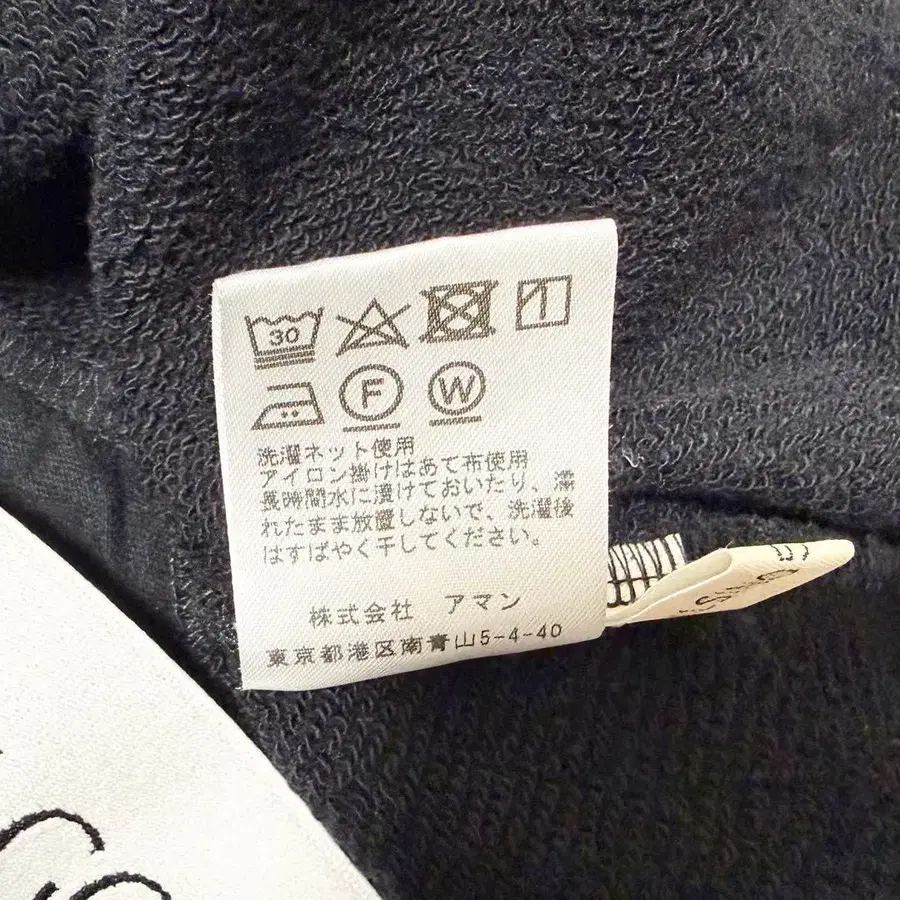 30
F W
洗濯ネット使用
アイロン掛けはあて布使用
長時間水に漬けておいたり、濡
れたまま放置しないで、洗濯後
はすばやく干してください。
株式会社 アマン
東京都港区南青山5-4-40